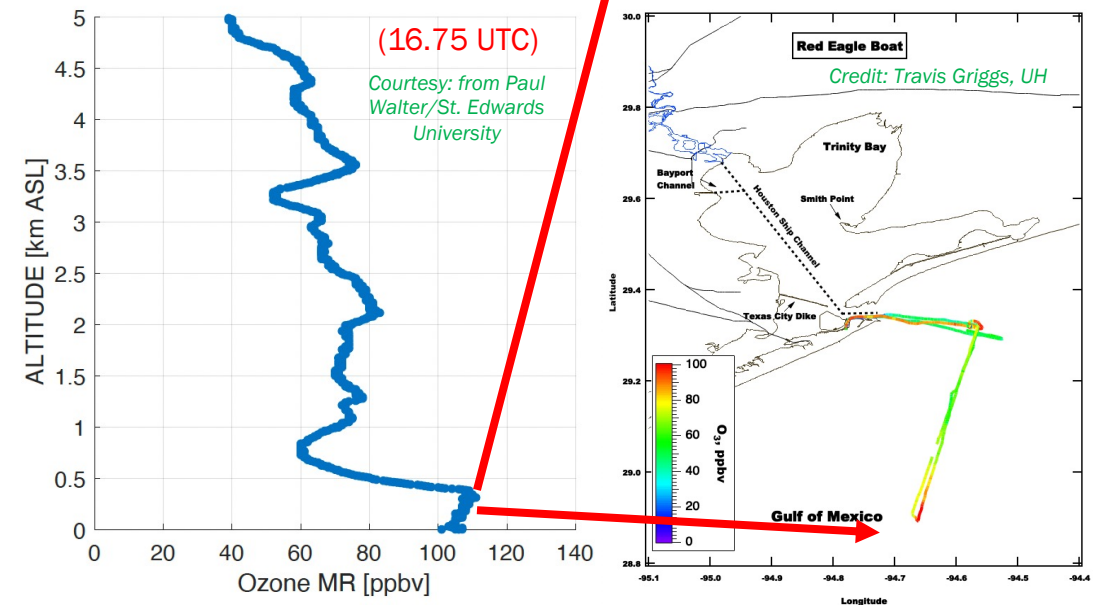 (16.75 UTC)
Courtesy: from Paul
Walter/St. Edwards
University
ALTITUDE [km ASL]
5
4.5
4
3.5
3
2.5
2
1.5
1
0.5
0
0 20 40 60 80 100 120 140
Ozone MR [ppbv]
Red Eagle Boat
Credit: Travis Griggs, UH
Trinity Bay
Bayport
Channel
Smith Point
Houston Ship Channel
Texas City Dike
Gulf of Mexico
Latitude
30.0
29.8
29.6
29.4
29.2
29.0
28.8
100
80
60
40
20
0
O3, ppbv
-95.1 -95.0 -94.9 -94.8 -94.7 -94.6 -94.5 -94.4
Longitude